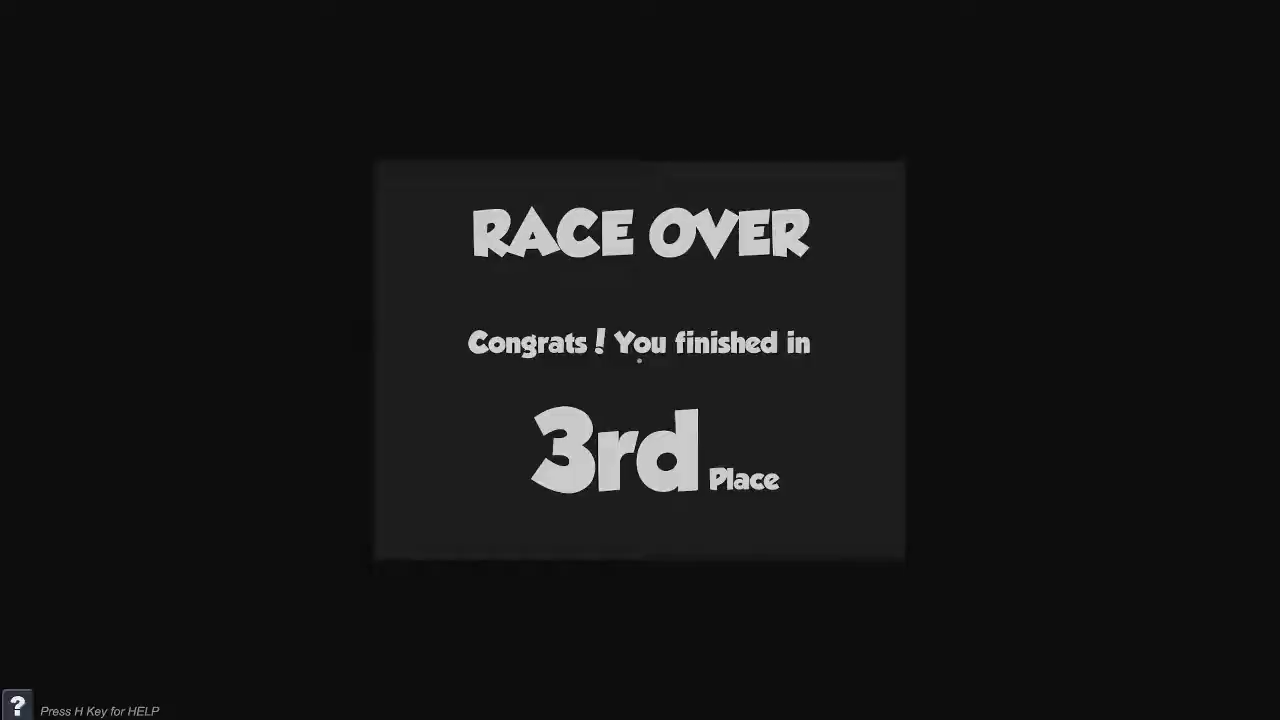 RACE OVER
Congrats! You finished in
3rd Place
? Press H Key for HELP